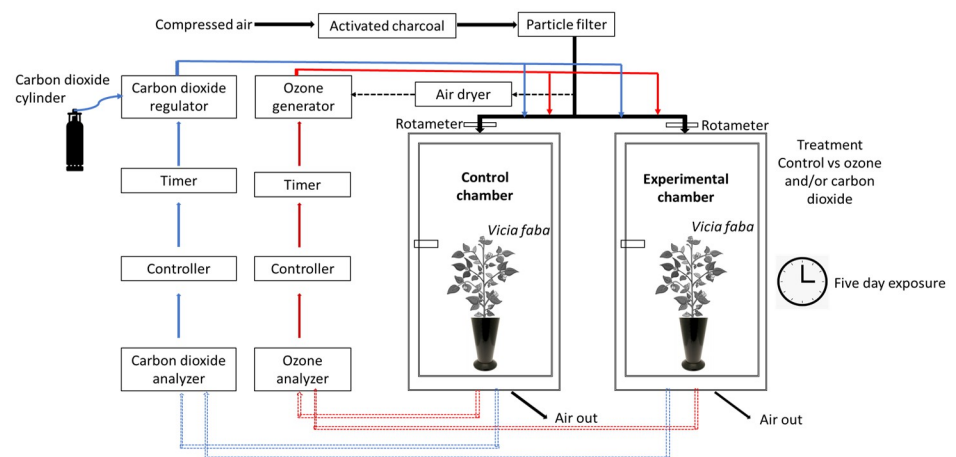 Compressed air
Activated charcoal
Particle filter
Carbon dioxide
cylinder
Carbon dioxide
regulator
Ozone
generator
Air dryer
Rotameter
Rotameter
Timer
Timer
Control
chamber
Vicia faba
Experimental
chamber
Vicia faba
Treatment
Control vs ozone
and/or carbon
dioxide
Controller
Controller
Five day exposure
Carbon dioxide
analyzer
Ozone
analyzer
Air out
Air out